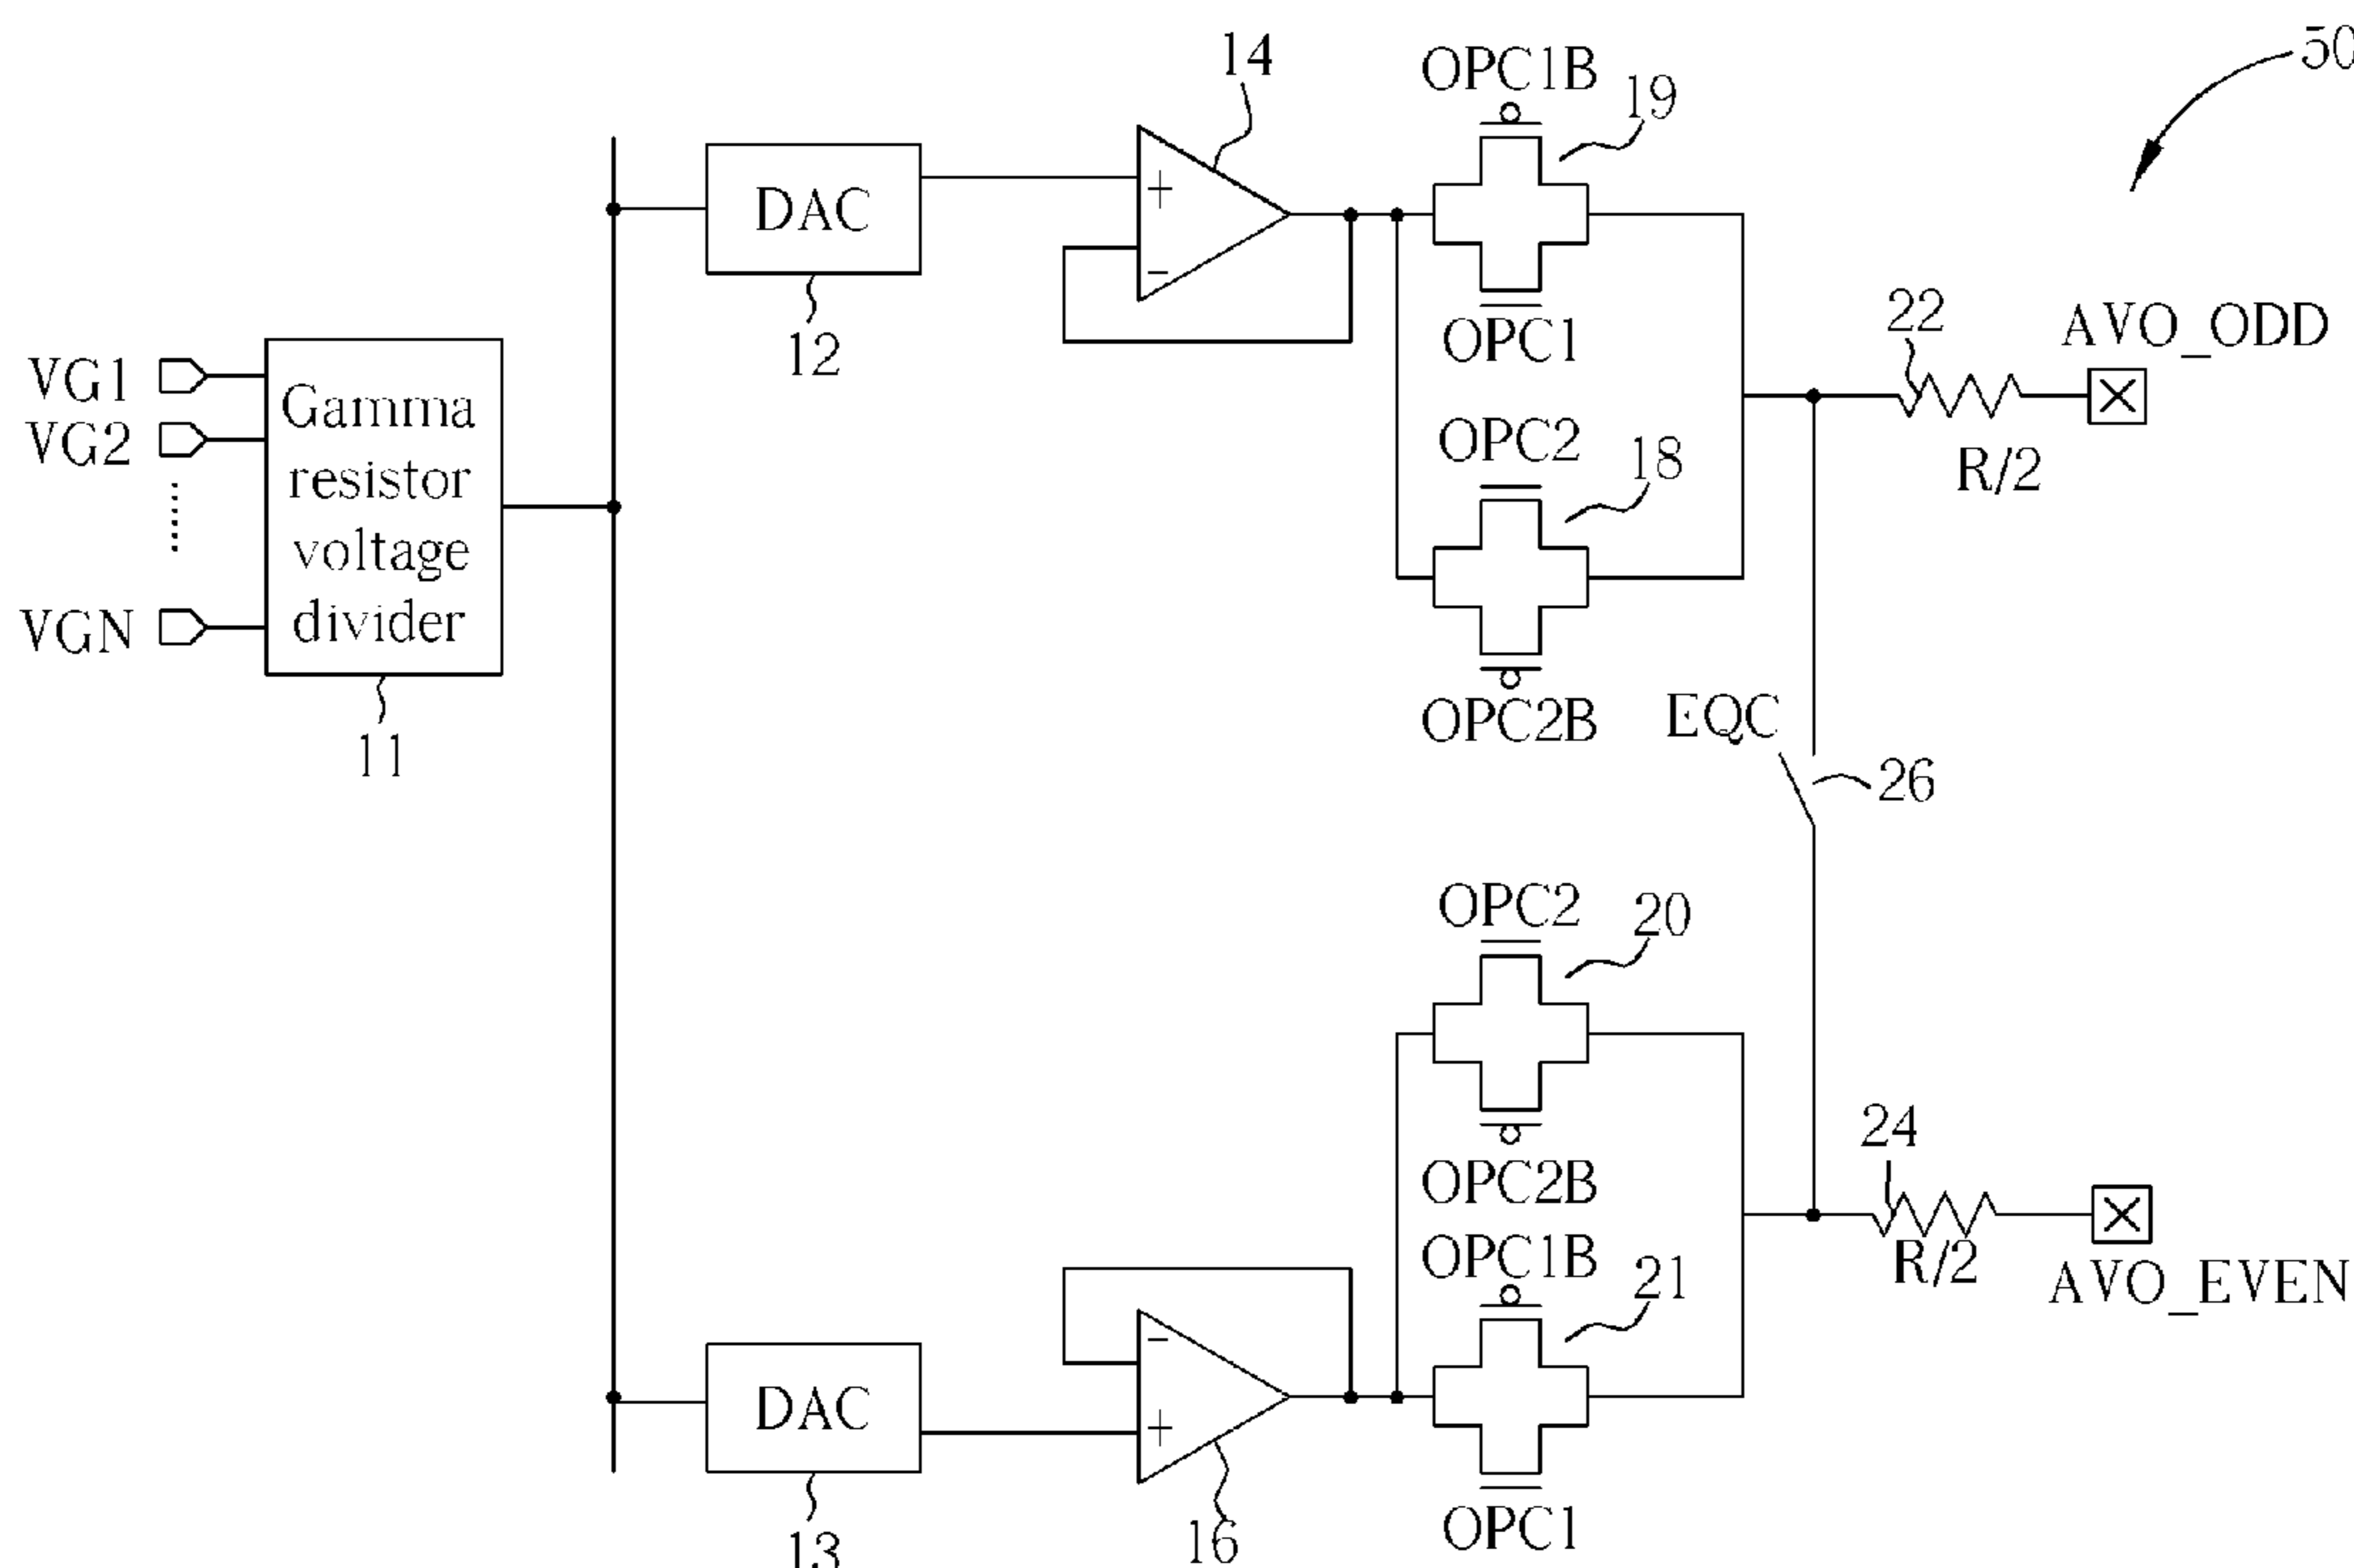 50
14
OPC1B
19
DAC
+
-
12
OPC1
22
AVO_ODD
R/2
VG1
VG2
VGN
Gamma
resistor
voltage
divider
11
OPC2
18
OPC2B
EQC
26
OPC2
20
OPC2B
24
R/2
AVO_EVEN
OPC1B
21
DAC
-
+
13
16
OPC1